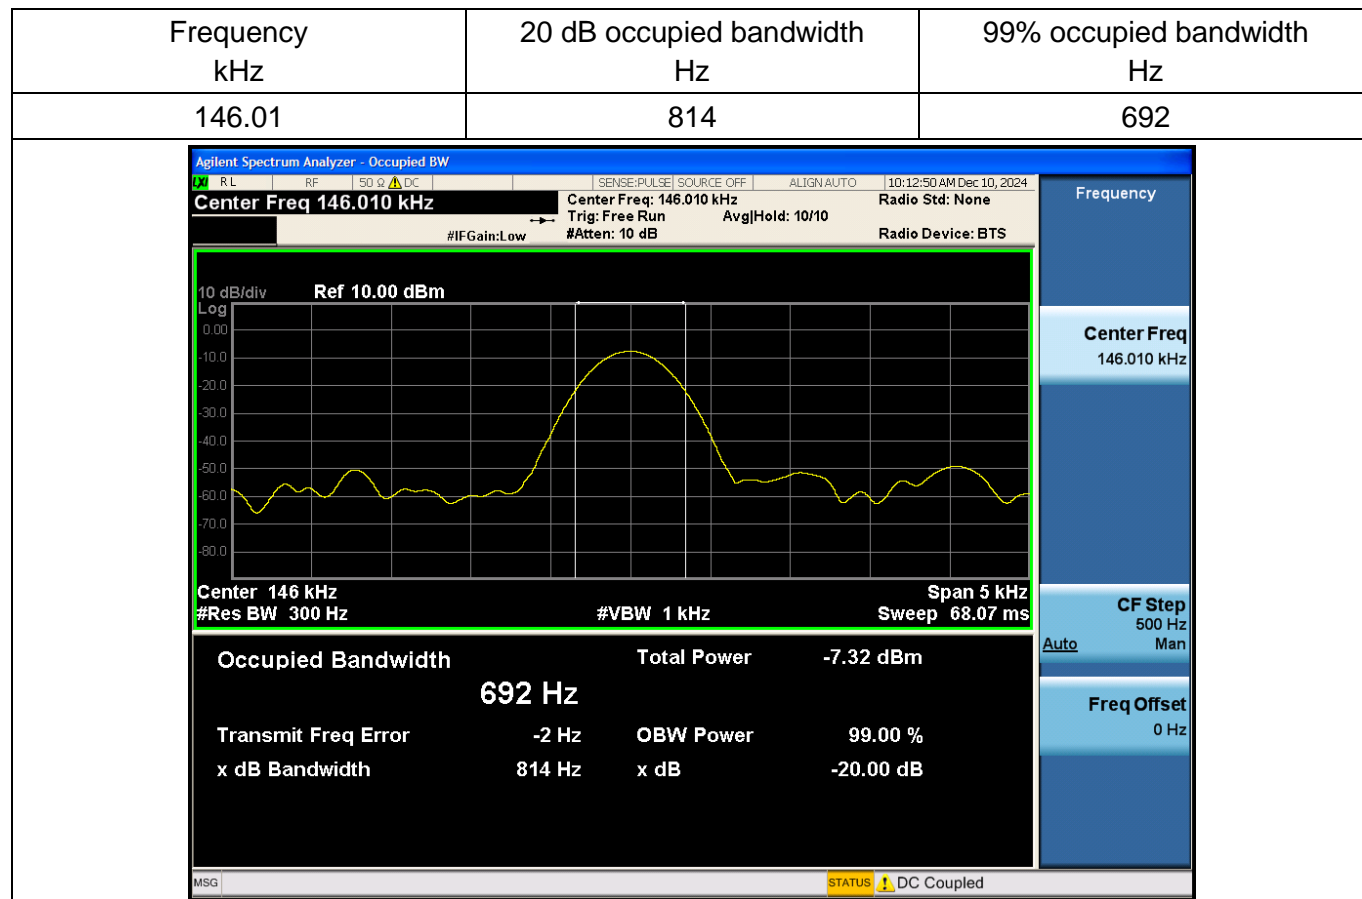 Frequency
kHz
20 dB occupied bandwidth
Hz
99% occupied bandwidth
Hz
146.01
814
692
Agilent Spectrum Analyzer - Occupied BW
LXI RL RF 50 Ω DC SENSE:PULSE SOURCE OFF ALIGN AUTO 10:12:50 AM Dec 10, 2024
Center Freq 146.010 kHz
Center Freq: 146.010 kHz
Radio Std: None
Trig: Free Run Avg|Hold: 10/10
#IFGain:Low
#Atten: 10 dB
Radio Device: BTS
10 dB/div Ref 10.00 dBm
Log
0.00
-10.0
-20.0
-30.0
-40.0
-50.0
-60.0
-70.0
-80.0
Center 146 kHz Span 5 kHz
#Res BW 300 Hz #VBW 1 kHz Sweep 68.07 ms
Occupied Bandwidth Total Power -7.32 dBm
692 Hz
Transmit Freq Error -2 Hz OBW Power 99.00 %
x dB Bandwidth 814 Hz x dB -20.00 dB
Frequency
Center Freq
146.010 kHz
CF Step
500 Hz
Auto Man
Freq Offset
0 Hz
MSG STATUS DC Coupled